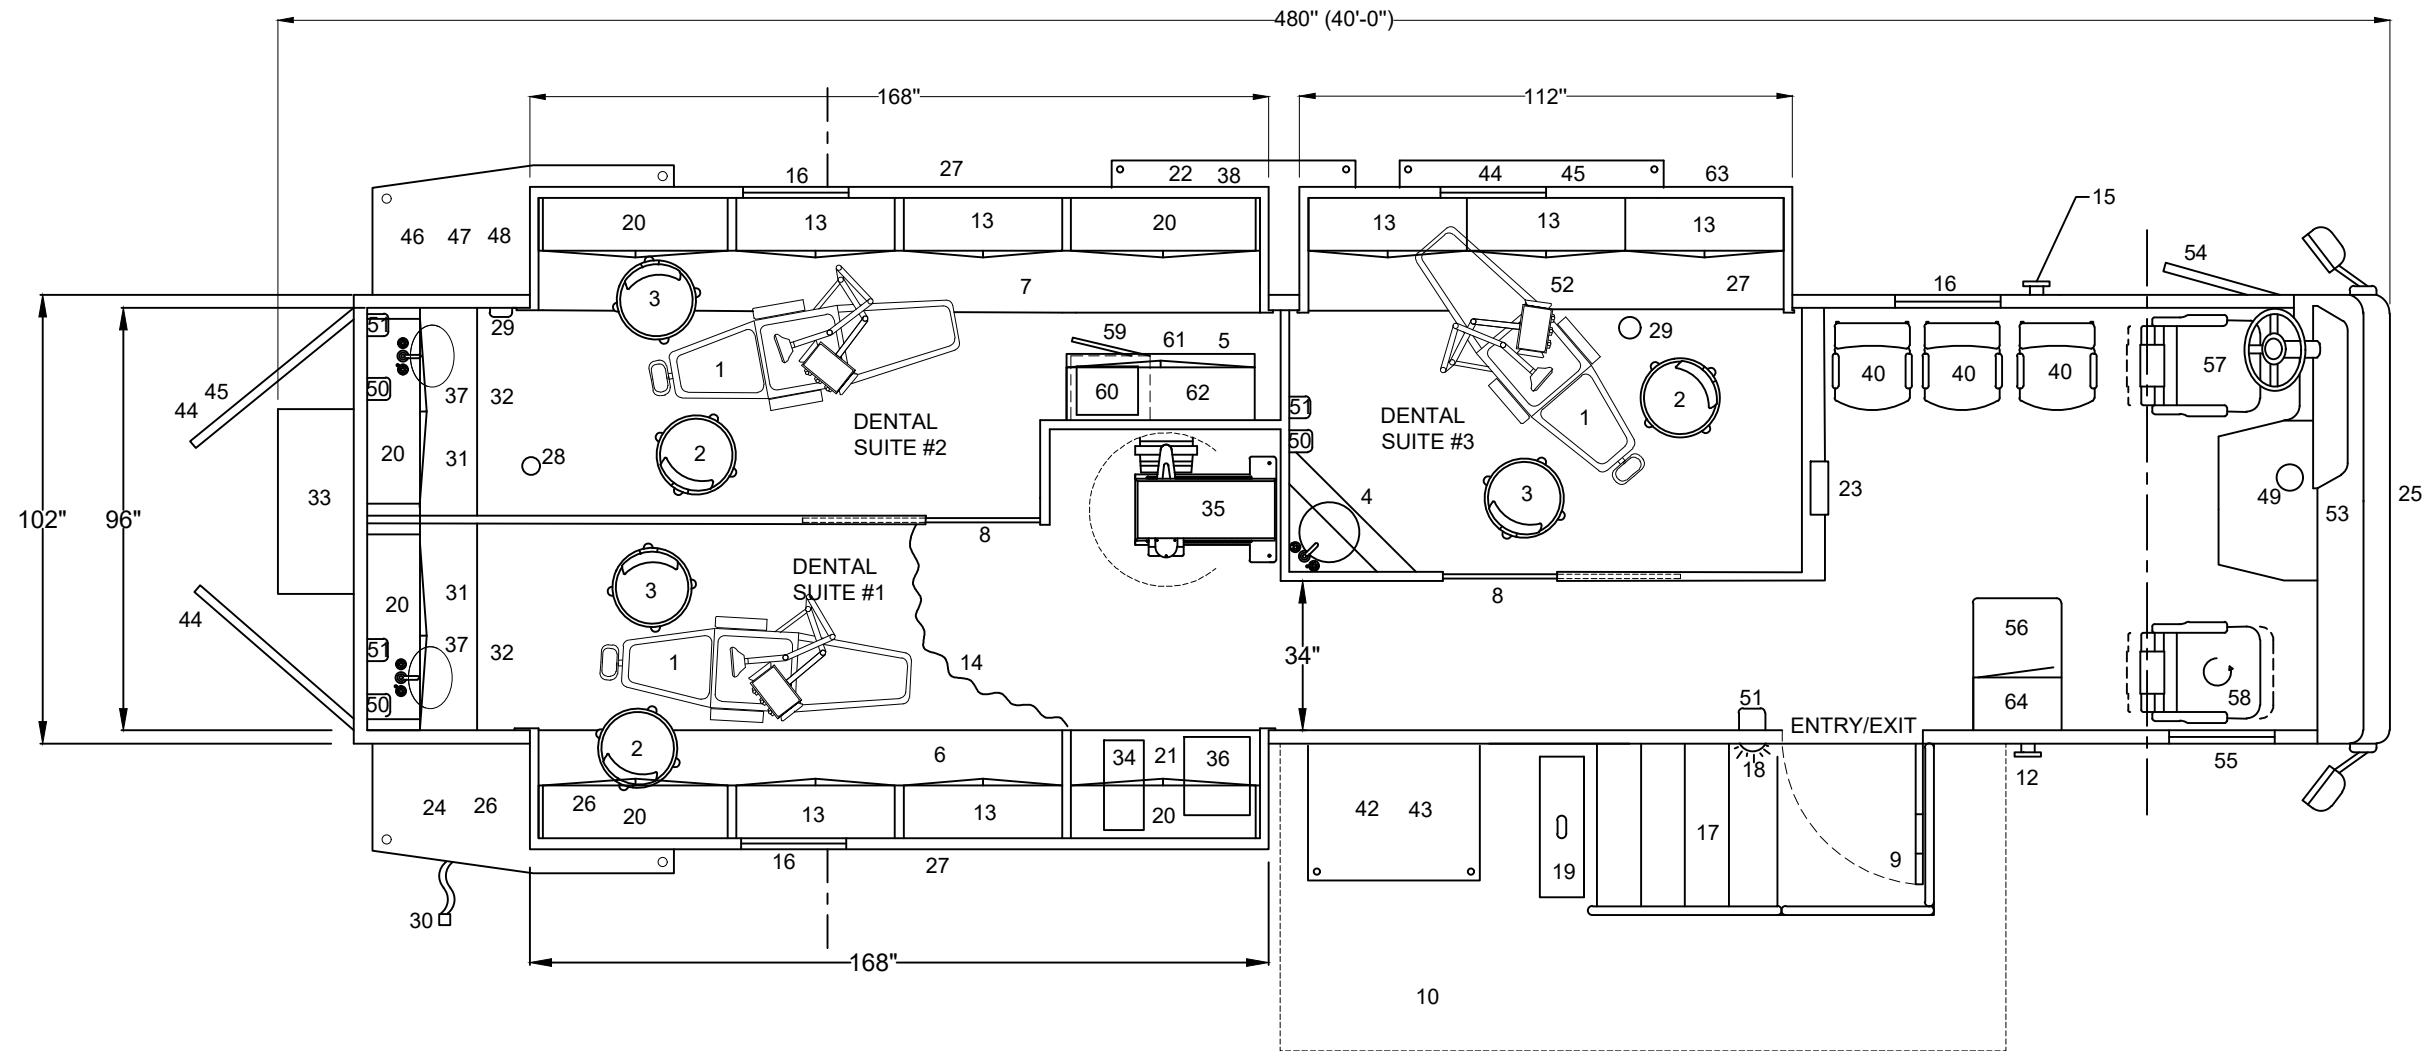 480" (40'-0")
168" 112"
16 27 22 38 44 45 63
15
20 13 13 20 13 13 13
46 47 48
54
3 7 52 27 16
51 29 29
59 61 5
45 50 37 32 1 60 62 51 40 40 40 57
44
DENTAL
SUITE #2
DENTAL
SUITE #3
2 1 2
20 31 28 50
33 35 4 3 23 49 53 25
102" 96"
8
DENTAL
SUITE #1
3 31 20 8
44
51 37 32 1 14 34" 56
50 51 64 58
ENTRY/EXIT
2 6 34 21 36 18 12 55
24 26 26 20 13 13 20 42 43 17
16 27 19 9
30
168"
10